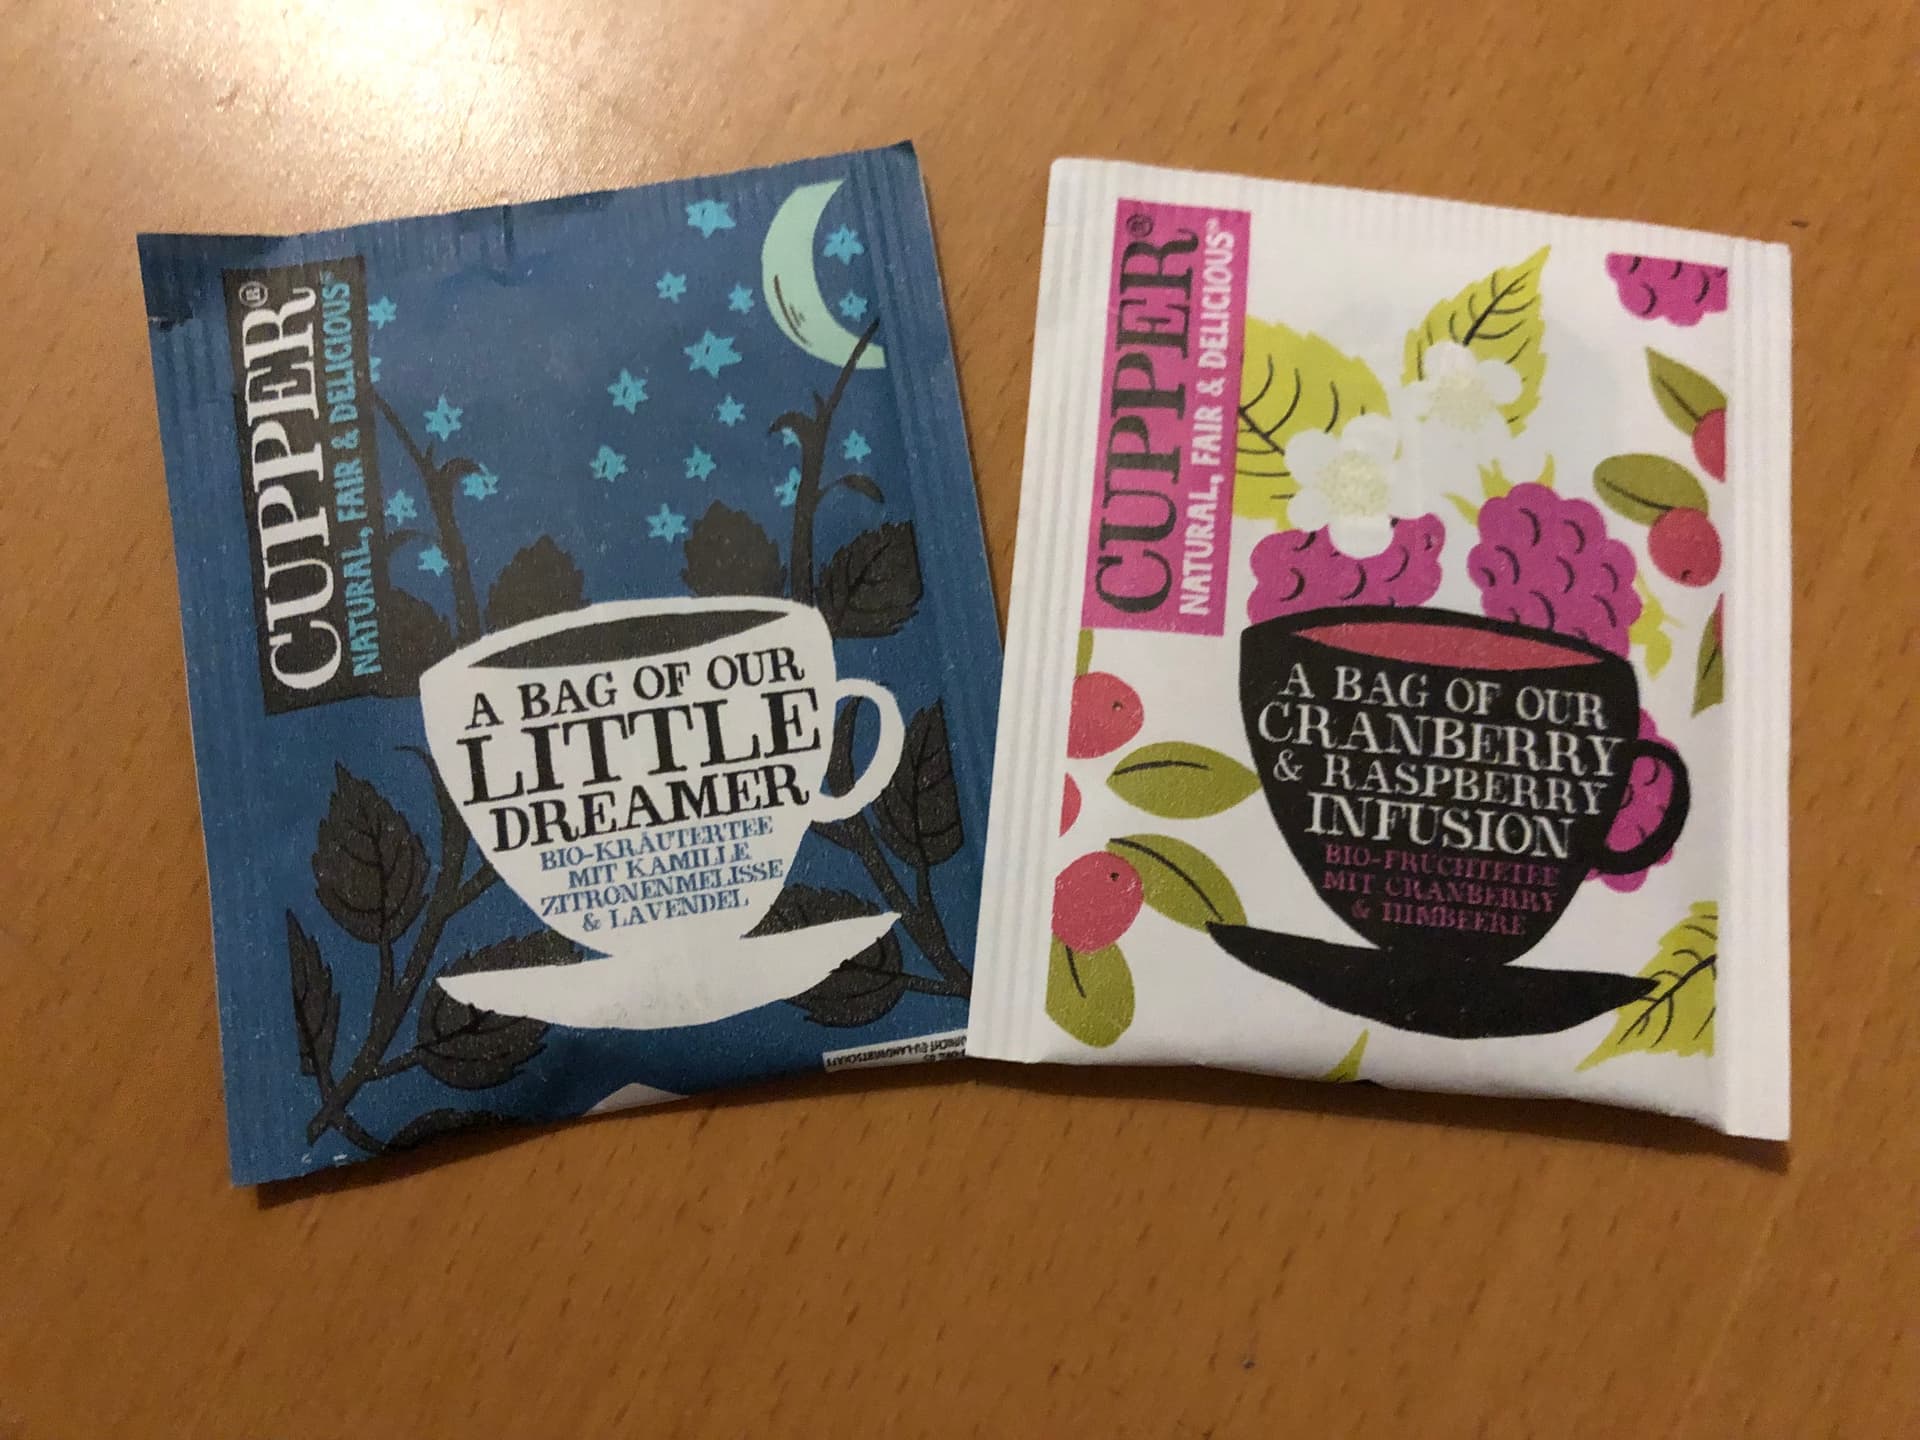 CUPPER®
NATURAL, FAIR & DELICIOUS
A BAG OF OUR
LITTLE
DREAMER
BIO-KRÄUTERTEE
MIT KAMILLE
ZITRONENMELISSE
& LAVENDEL
CUPPER®
NATURAL, FAIR & DELICIOUS
A BAG OF OUR
CRANBERRY
& RASPBERRY
INFUSION
BIO-FRÜCHTETEE
MIT CRANBERRY
& HIMBEERE